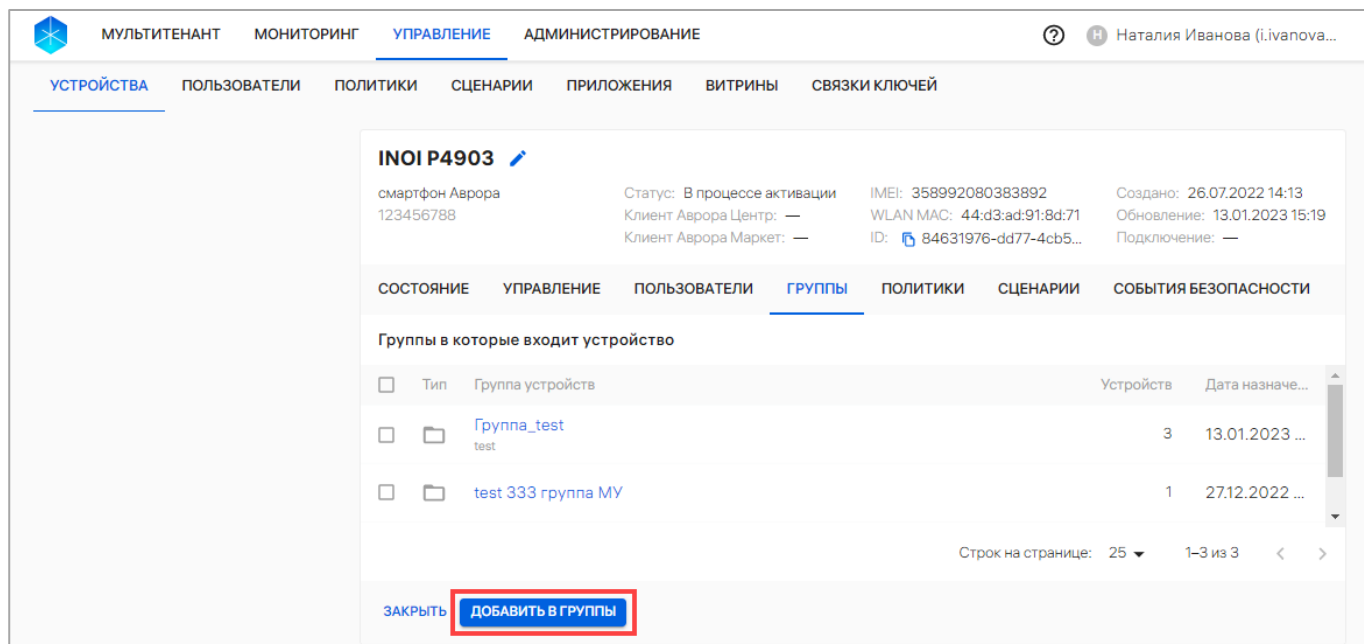 МУЛЬТИТЕНАНТ МОНИТОРИНГ УПРАВЛЕНИЕ АДМИНИСТРИРОВАНИЕ ? Н Наталия Иванова (i.ivanova...
УСТРОЙСТВА ПОЛЬЗОВАТЕЛИ ПОЛИТИКИ СЦЕНАРИИ ПРИЛОЖЕНИЯ ВИТРИНЫ СВЯЗКИ КЛЮЧЕЙ
INOI P4903
смартфон Аврора Статус: В процессе активации IMEI: 358992080383892 Создано: 26.07.2022 14:13
123456788 Клиент Аврора Центр: — WLAN MAC: 44:d3:ad:91:8d:71 Обновление: 13.01.2023 15:19
Клиент Аврора Маркет: — ID: 84631976-dd77-4cb5... Подключение: —
СОСТОЯНИЕ УПРАВЛЕНИЕ ПОЛЬЗОВАТЕЛИ ГРУППЫ ПОЛИТИКИ СЦЕНАРИИ СОБЫТИЯ БЕЗОПАСНОСТИ
Группы в которые входит устройство
Тип Группа устройств Устройств Дата назначе...
Группа_test 3 13.01.2023 ...
test
test 333 группа МУ 1 27.12.2022 ...
Строк на странице: 25 1–3 из 3
ЗАКРЫТЬ ДОБАВИТЬ В ГРУППЫ